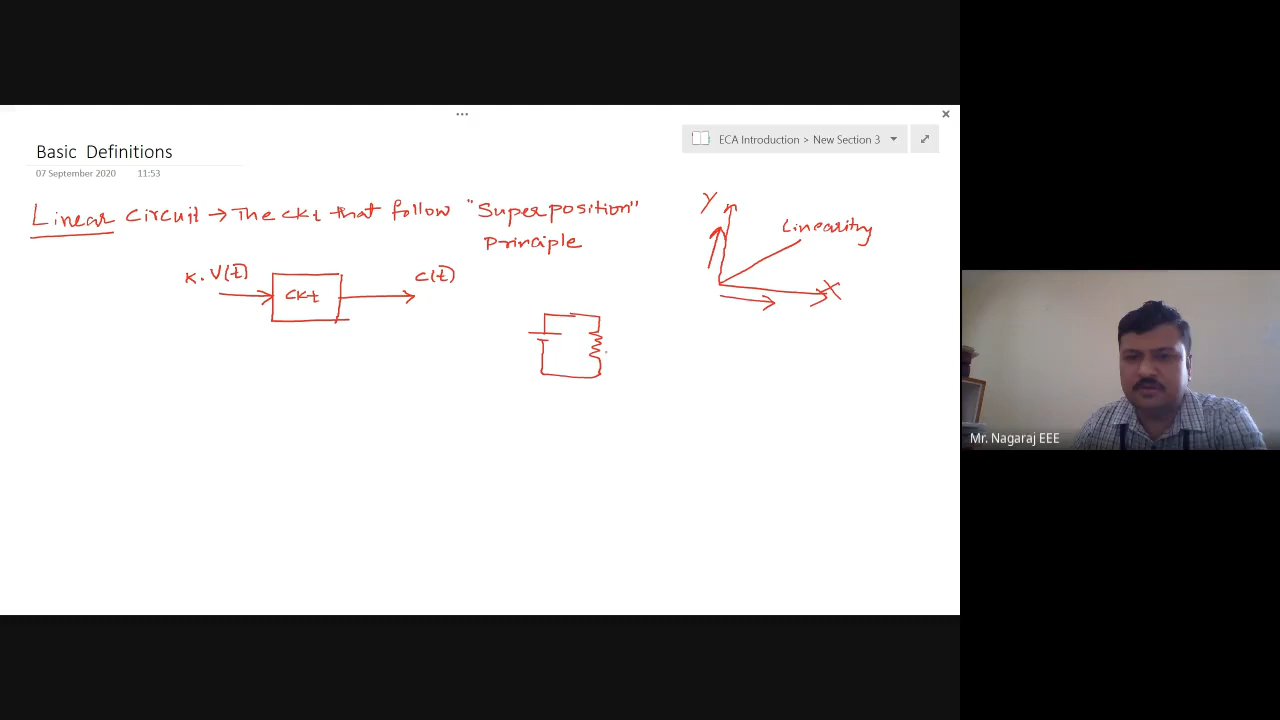 ECA Introduction > New Section 3
Basic Definitions
07 September 2020 11:53
Linear Circuit → The Ckt that follow "Superposition"
Principle
Y
Linearity
X
K. V(t)
Ckt
C(t)
Mr. Nagaraj EEE